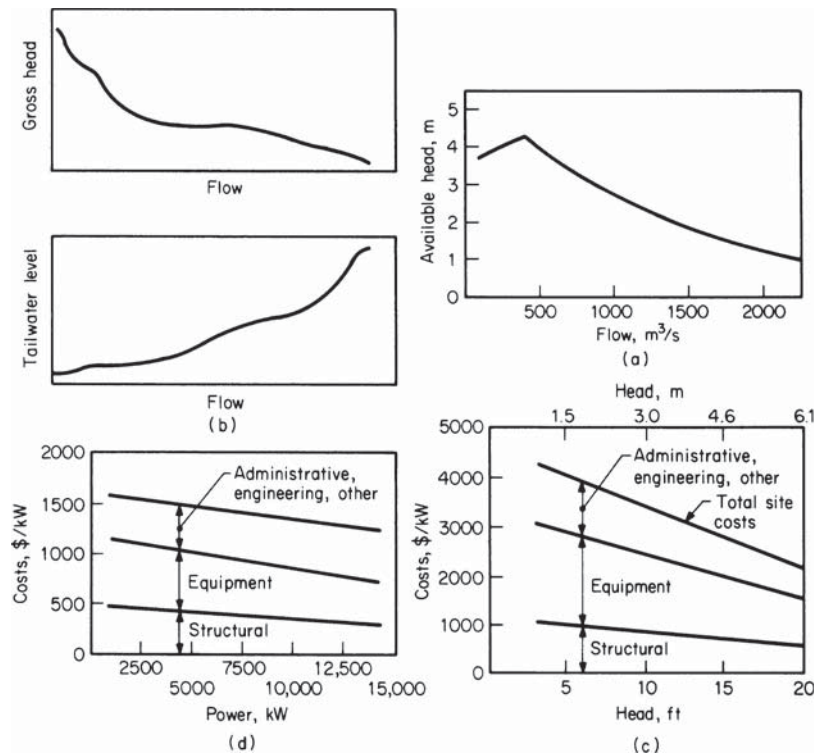 Gross head
Flow
Tailwater level
Flow
(b)
Available head, m
5
4
3
2
1
0
500 1000 1500 2000
Flow, m³/s
(a)
Costs, $/kW
2000
1500
1000
500
0
Administrative,
engineering, other
Equipment
Structural
2500 7500 12,500
5000 10,000 15,000
Power, kW
(d)
Head, m
1.5 3.0 4.6 6.1
Costs, $/kW
5000
4000
3000
2000
1000
0
Administrative,
engineering, other
Total site
costs
Equipment
Structural
5 10 15 20
Head, ft
(c)